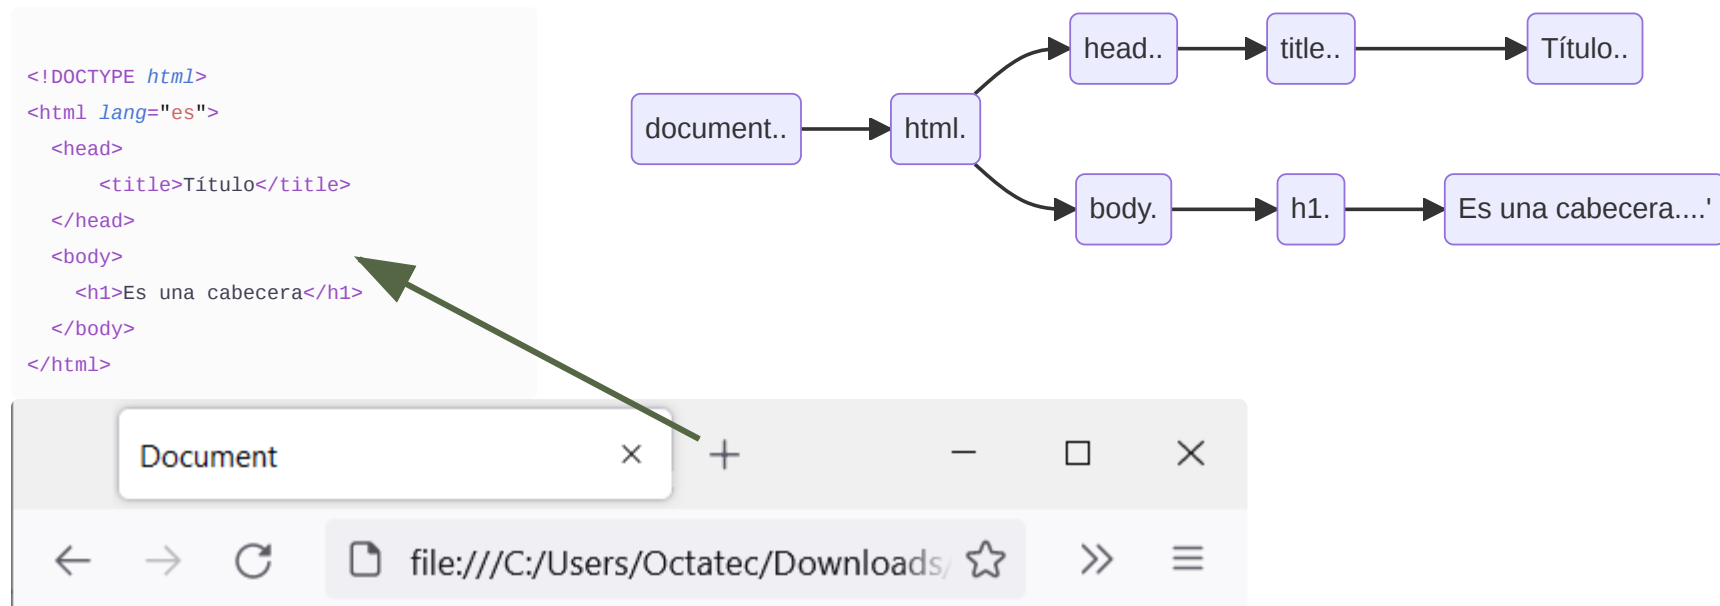 <!DOCTYPE html>
<html lang="es">
<head>
<title>Título</title>
</head>
<body>
<h1>Es una cabecera</h1>
</body>
</html>
document..
html.
head..
title..
Título..
body.
h1.
Es una cabecera....'
Document
file:///C:/Users/Octatec/Downloads/